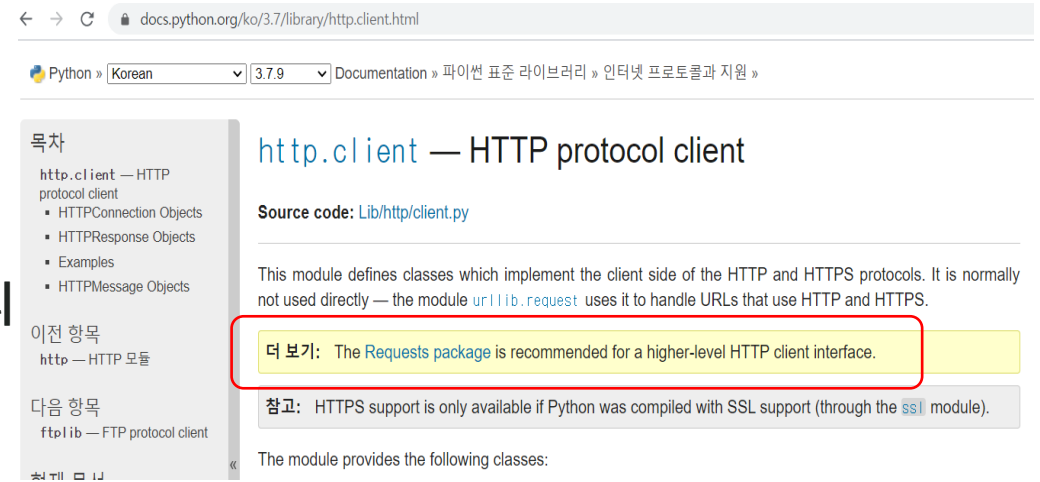 docs.python.org/ko/3.7/library/http.client.html
Python » Korean 3.7.9 Documentation » 파이썬 표준 라이브러리 » 인터넷 프로토콜과 지원 »
목차
http.client — HTTP
protocol client
HTTPConnection Objects
HTTPResponse Objects
Examples
HTTPMessage Objects
이전 항목
http — HTTP 모듈
다음 항목
ftplib — FTP protocol client
«
http.client — HTTP protocol client
Source code: Lib/http/client.py
This module defines classes which implement the client side of the HTTP and HTTPS protocols. It is normally
not used directly — the module urllib.request uses it to handle URLs that use HTTP and HTTPS.
더 보기: The Requests package is recommended for a higher-level HTTP client interface.
참고: HTTPS support is only available if Python was compiled with SSL support (through the ssl module).
The module provides the following classes: